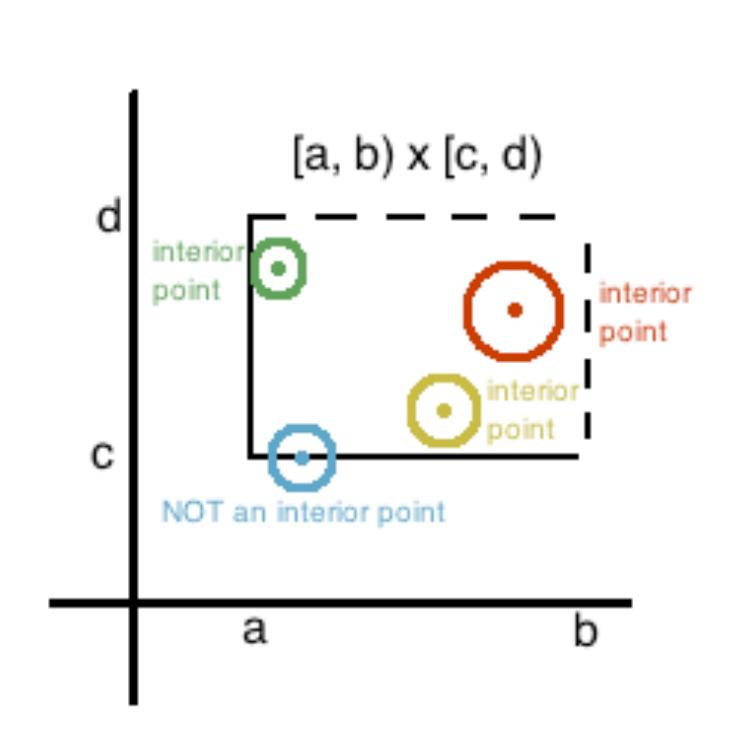 [a, b) x [c, d)
d
interior
point
interior
point
interior
point
c
NOT an interior point
a
b